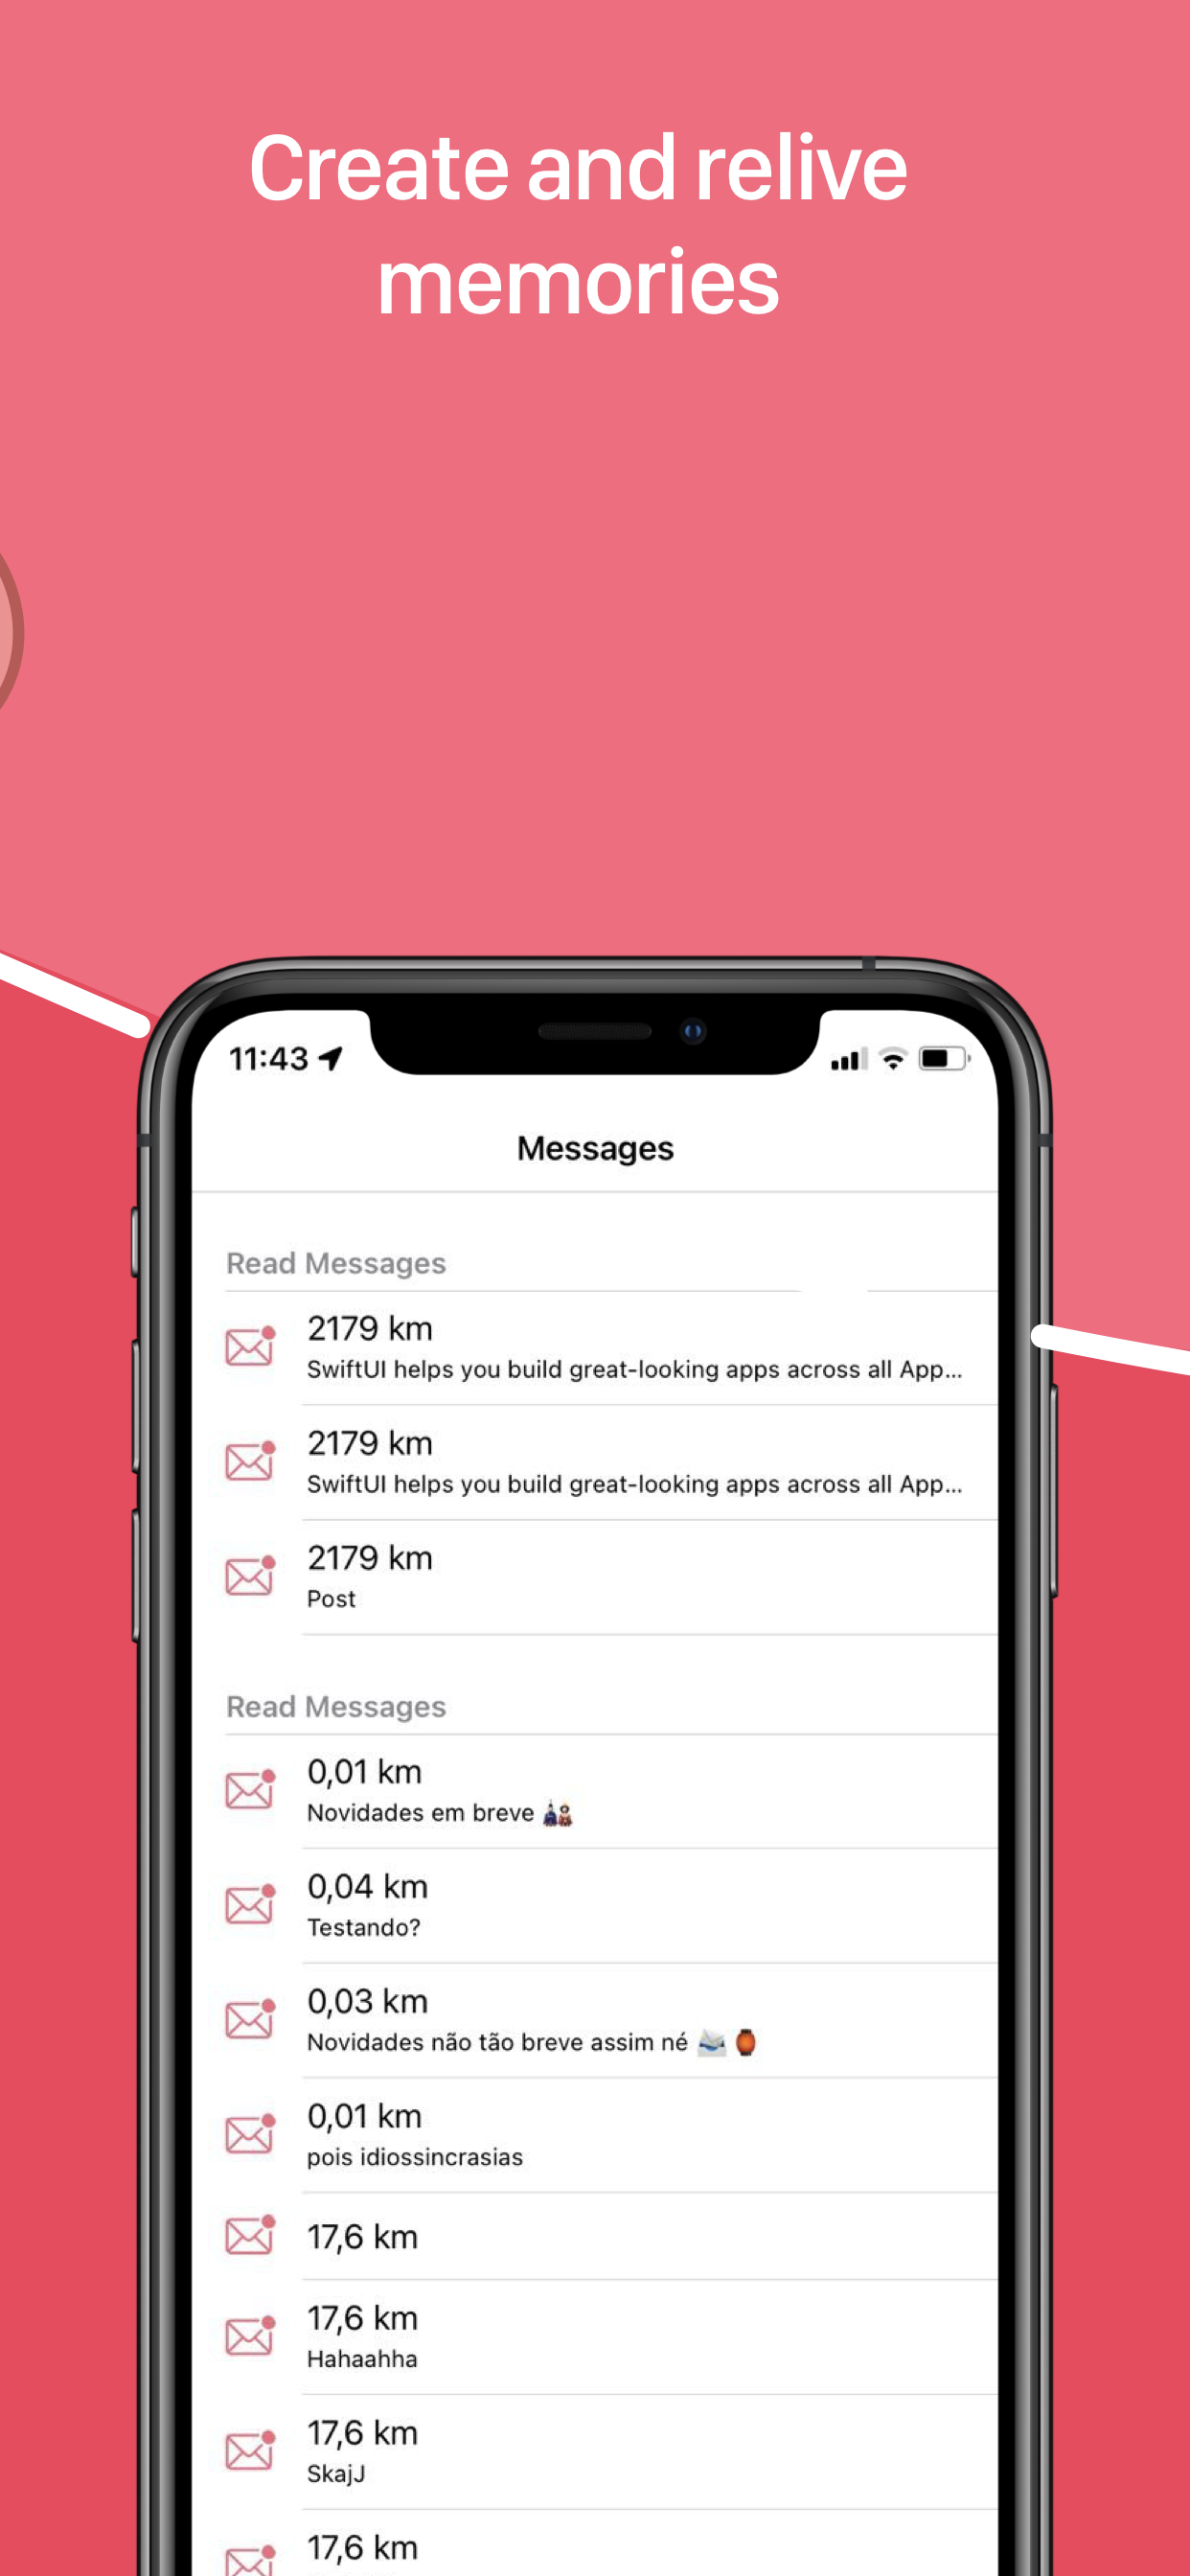 Create and relive
memories
11:43
Messages
Read Messages
2179 km
SwiftUI helps you build great-looking apps across all App...
2179 km
SwiftUI helps you build great-looking apps across all App...
2179 km
Post
Read Messages
0,01 km
Novidades em breve 🎎
0,04 km
Testando?
0,03 km
Novidades não tão breve assim né 📨 🏮
0,01 km
pois idiossincrasias
17,6 km
17,6 km
Hahaahha
17,6 km
SkajJ
17,6 km